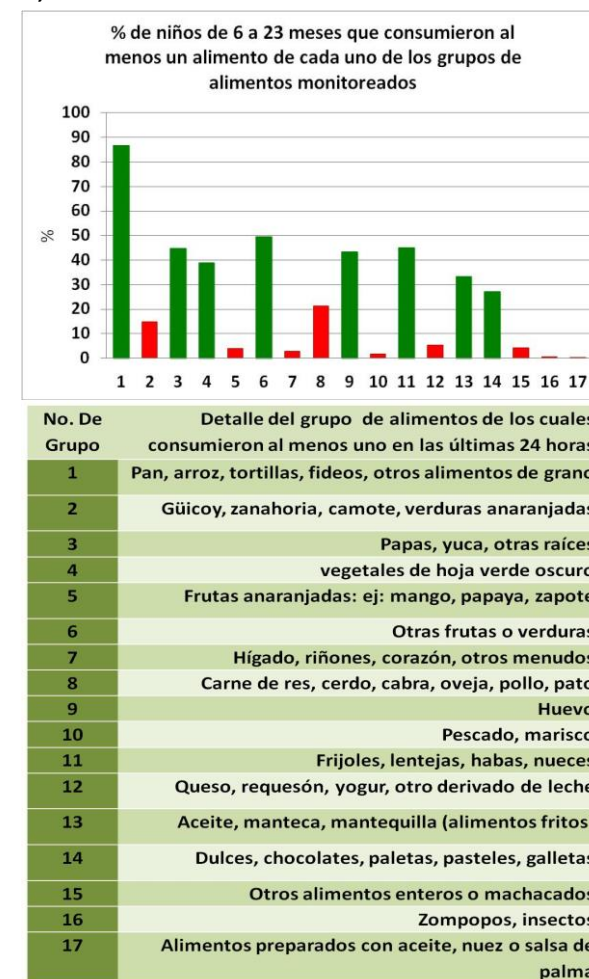 % de niños de 6 a 23 meses que consumieron al
menos un alimento de cada uno de los grupos de
alimentos monitoreados
100
90
80
70
60
50
40
30
20
10
0
%
1 2 3 4 5 6 7 8 9 10 11 12 13 14 15 16 17
No. De Grupo Detalle del grupo de alimentos de los cuales
consumieron al menos uno en las últimas 24 horas
1 Pan, arroz, tortillas, fideos, otros alimentos de grano
2 Güicoy, zanahoria, camote, verduras anaranjadas
3 Papas, yuca, otras raíces
4 vegetales de hoja verde oscuro
5 Frutas anaranjadas: ej: mango, papaya, zapote
6 Otras frutas o verduras
7 Hígado, riñones, corazón, otros menudos
8 Carne de res, cerdo, cabra, oveja, pollo, pato
9 Huevo
10 Pescado, marisco
11 Frijoles, lentejas, habas, nueces
12 Queso, requesón, yogur, otro derivado de leche
13 Aceite, manteca, mantequilla (alimentos fritos
14 Dulces, chocolates, paletas, pasteles, galletas
15 Otros alimentos enteros o machacados
16 Zompopos, insectos
17 Alimentos preparados con aceite, nuez o salsa de
palma